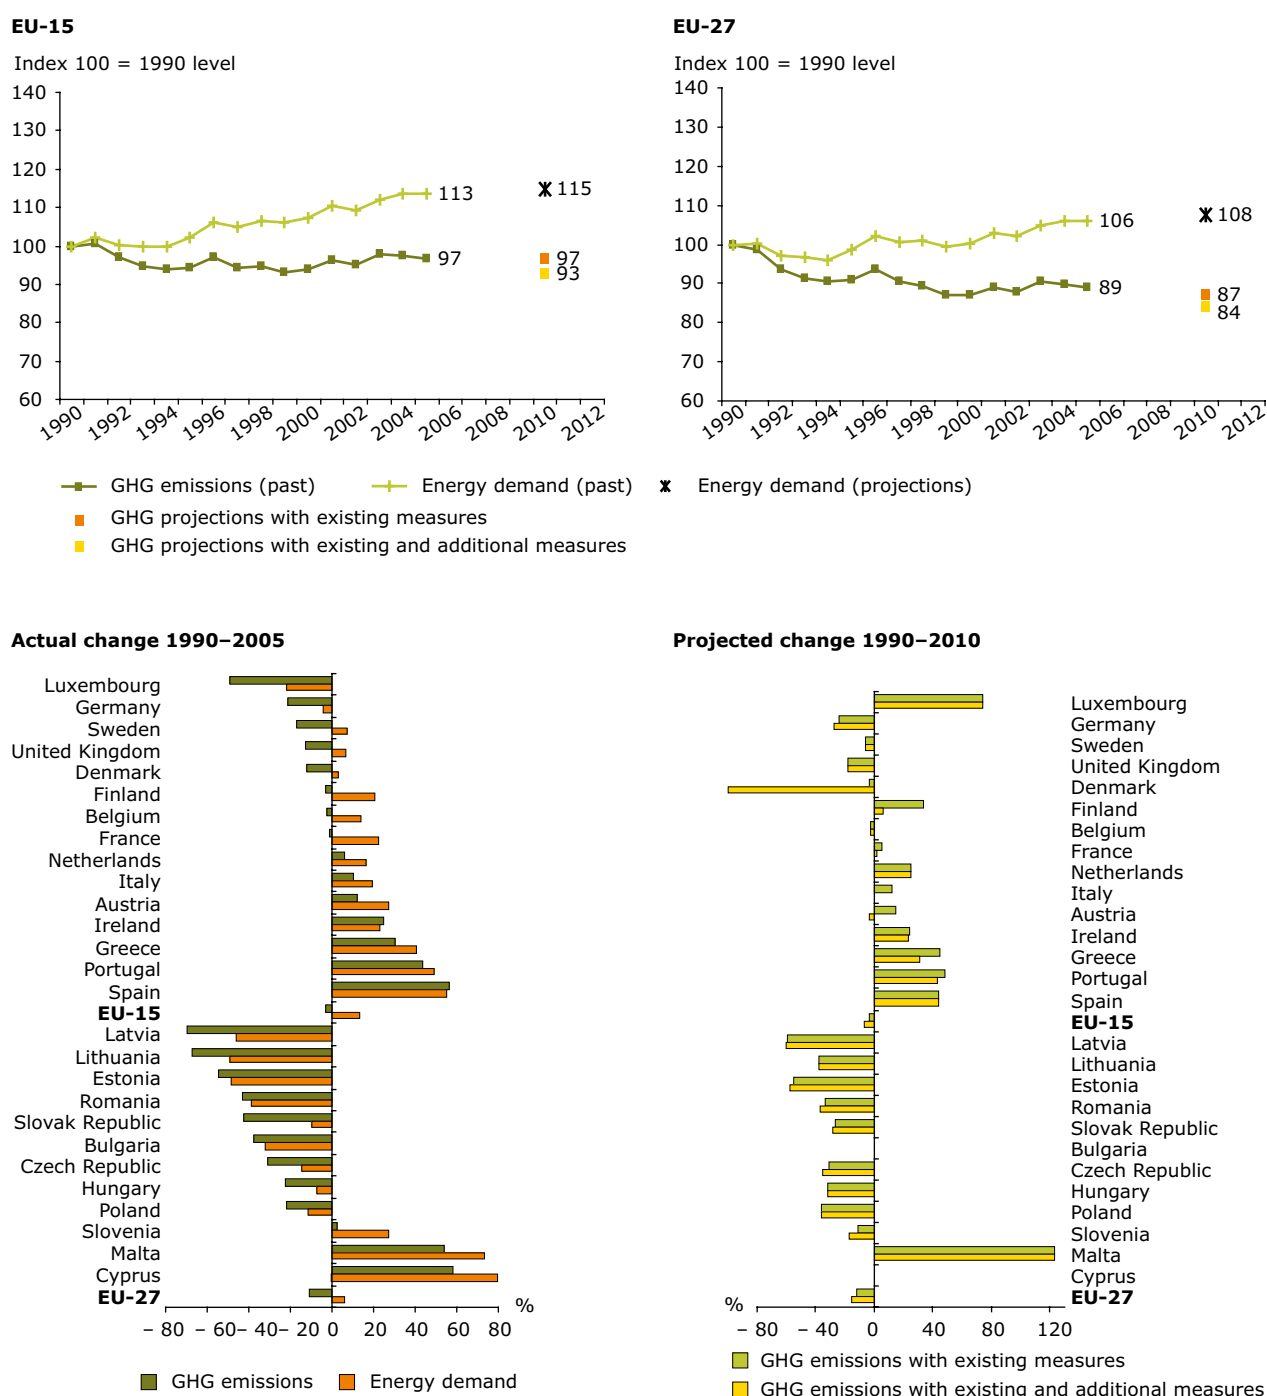 EU-15
Index 100 = 1990 level
140
130
120
110
100
90
80
70
60
113
97
115
97
93
1990
1992
1994
1996
1998
2000
2002
2004
2006
2008
2010
2012
EU-27
Index 100 = 1990 level
140
130
120
110
100
90
80
70
60
106
89
108
87
84
1990
1992
1994
1996
1998
2000
2002
2004
2006
2008
2010
2012
GHG emissions (past)
Energy demand (past)
Energy demand (projections)
GHG projections with existing measures
GHG projections with existing and additional measures
Actual change 1990–2005
Luxembourg
Germany
Sweden
United Kingdom
Denmark
Finland
Belgium
France
Netherlands
Italy
Austria
Ireland
Greece
Portugal
Spain
EU-15
Latvia
Lithuania
Estonia
Romania
Slovak Republic
Bulgaria
Czech Republic
Hungary
Poland
Slovenia
Malta
Cyprus
EU-27
%
– 80 – 60 – 40 – 20 0 20 40 60 80
GHG emissions
Energy demand
Projected change 1990–2010
Luxembourg
Germany
Sweden
United Kingdom
Denmark
Finland
Belgium
France
Netherlands
Italy
Austria
Ireland
Greece
Portugal
Spain
EU-15
Latvia
Lithuania
Estonia
Romania
Slovak Republic
Bulgaria
Czech Republic
Hungary
Poland
Slovenia
Malta
Cyprus
EU-27
%
– 80 – 40 0 40 80 120
GHG emissions with existing measures
GHG emissions with existing and additional measures